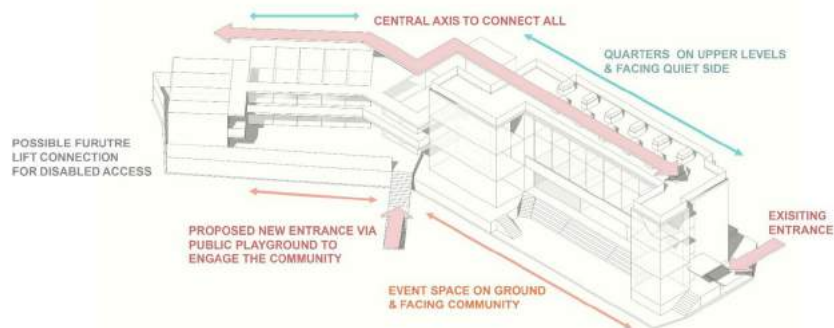 CENTRAL AXIS TO CONNECT ALL
QUARTERS ON UPPER LEVELS
& FACING QUIET SIDE
POSSIBLE FURUTRE
LIFT CONNECTION
FOR DISABLED ACCESS
PROPOSED NEW ENTRANCE VIA
PUBLIC PLAYGROUND TO
ENGAGE THE COMMUNITY
EXISITING
ENTRANCE
EVENT SPACE ON GROUND
& FACING COMMUNITY